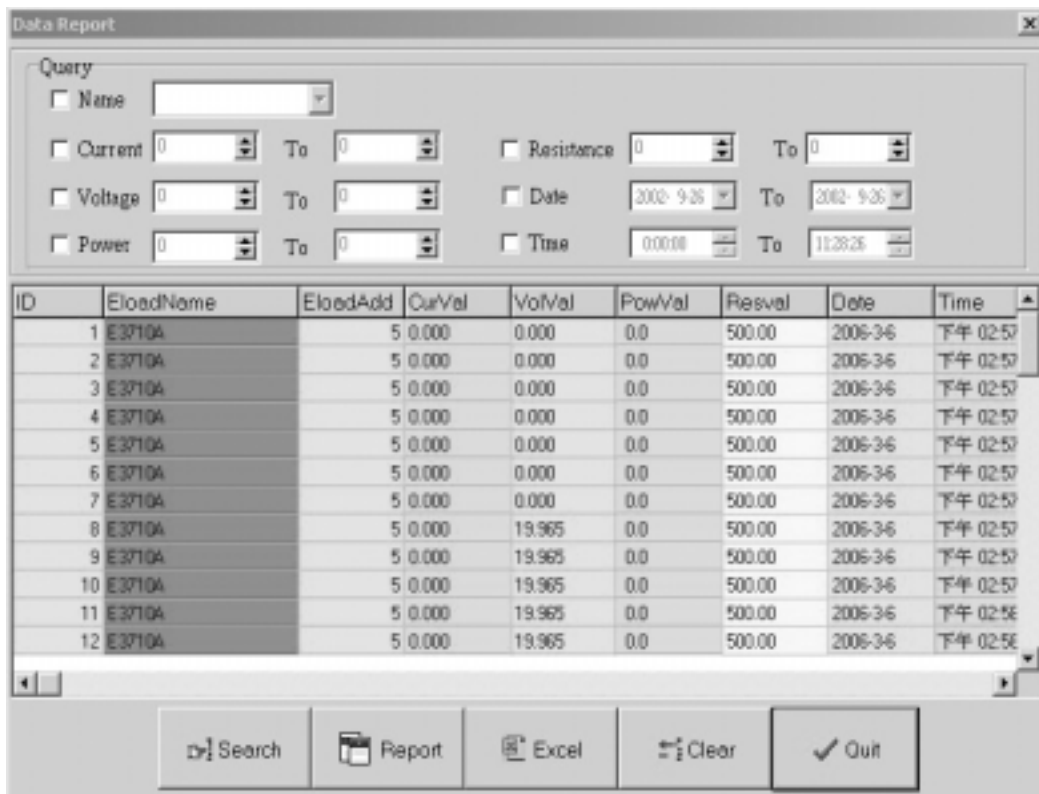 Data Report
Query
Name
Current 0 To 0 Resistance 0 To 0
Voltage 0 To 0 Date 2002- 9-26 To 2002- 9-26
Power 0 To 0 Time 0:00:00 To 11:28:26
ID EloadName EloadAdd CurVal VolVal PowVal Resval Date Time
1 E3710A 5 0.000 0.000 0.0 500.00 2006-3-6 下午 02:57
2 E3710A 5 0.000 0.000 0.0 500.00 2006-3-6 下午 02:57
3 E3710A 5 0.000 0.000 0.0 500.00 2006-3-6 下午 02:57
4 E3710A 5 0.000 0.000 0.0 500.00 2006-3-6 下午 02:57
5 E3710A 5 0.000 0.000 0.0 500.00 2006-3-6 下午 02:57
6 E3710A 5 0.000 0.000 0.0 500.00 2006-3-6 下午 02:57
7 E3710A 5 0.000 0.000 0.0 500.00 2006-3-6 下午 02:57
8 E3710A 5 0.000 19.965 0.0 500.00 2006-3-6 下午 02:57
9 E3710A 5 0.000 19.965 0.0 500.00 2006-3-6 下午 02:57
10 E3710A 5 0.000 19.965 0.0 500.00 2006-3-6 下午 02:57
11 E3710A 5 0.000 19.965 0.0 500.00 2006-3-6 下午 02:58
12 E3710A 5 0.000 19.965 0.0 500.00 2006-3-6 下午 02:58
Search Report Excel Clear Quit